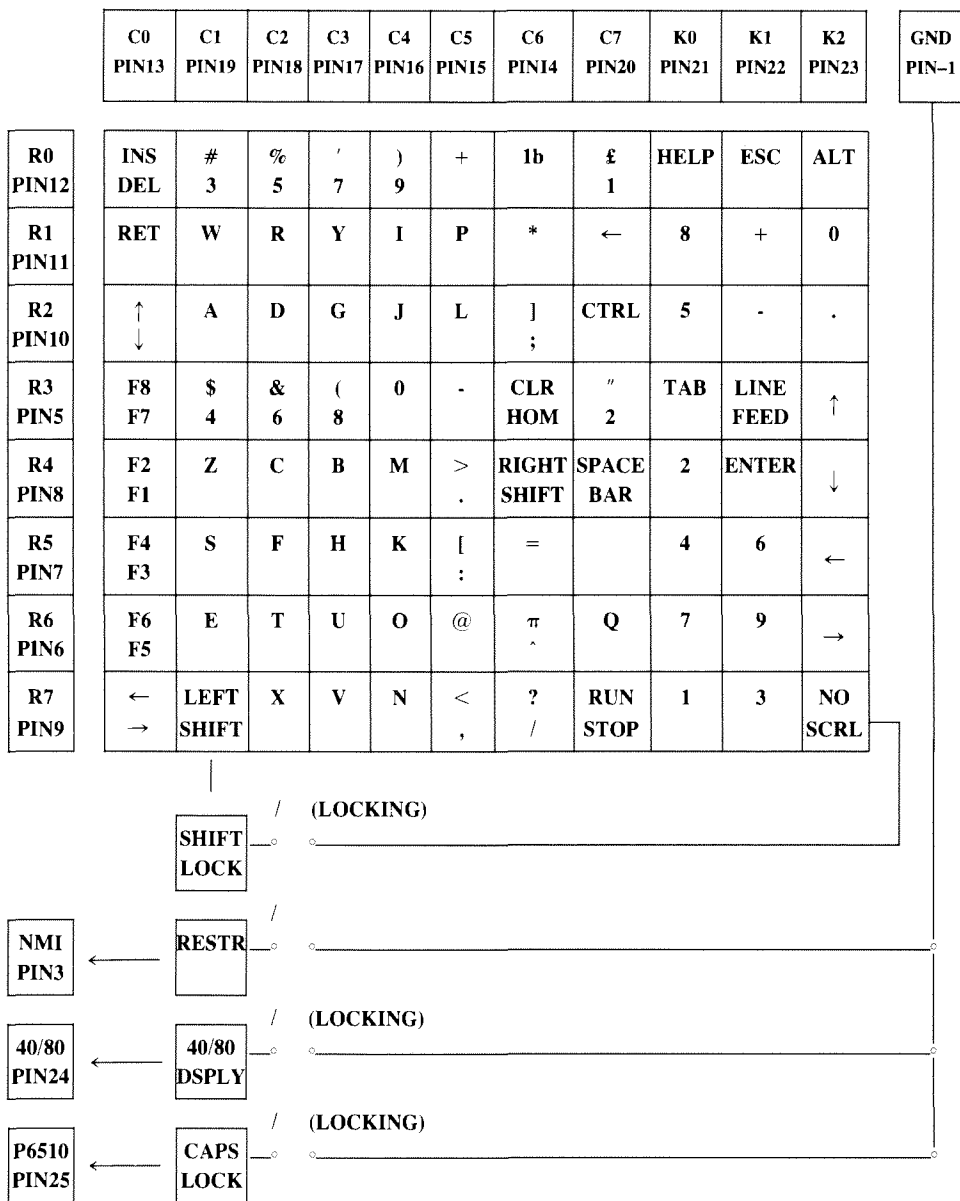 C0 C1 C2 C3 C4 C5 C6 C7 K0 K1 K2 GND
PIN13 PIN19 PIN18 PIN17 PIN16 PIN15 PIN14 PIN20 PIN21 PIN22 PIN23 PIN-1
R0 INS # % ' ) + 1b £ HELP ESC ALT
PIN12 DEL 3 5 7 9 1
R1 RET W R Y I P * ← 8 + 0
PIN11
R2 ↑ A D G J L ] CTRL 5 - .
PIN10 ↓ ;
R3 F8 $ & ( 0 - CLR " TAB LINE ↑
PIN5 F7 4 6 8 HOM 2 FEED
R4 F2 Z C B M > RIGHT SPACE 2 ENTER ↓
PIN8 F1 . SHIFT BAR
R5 F4 S F H K [ = 4 6 ←
PIN7 F3 :
R6 F6 E T U O @ π Q 7 9 →
PIN6 F5 ^
R7 ← LEFT X V N < ? RUN 1 3 NO
PIN9 → SHIFT , / STOP SCRL
/ (LOCKING)
SHIFT
LOCK
/
NMI ← RESTR
PIN3
/ (LOCKING)
40/80 ← 40/80
PIN24 DSPLY
/ (LOCKING)
P6510 ← CAPS
PIN25 LOCK